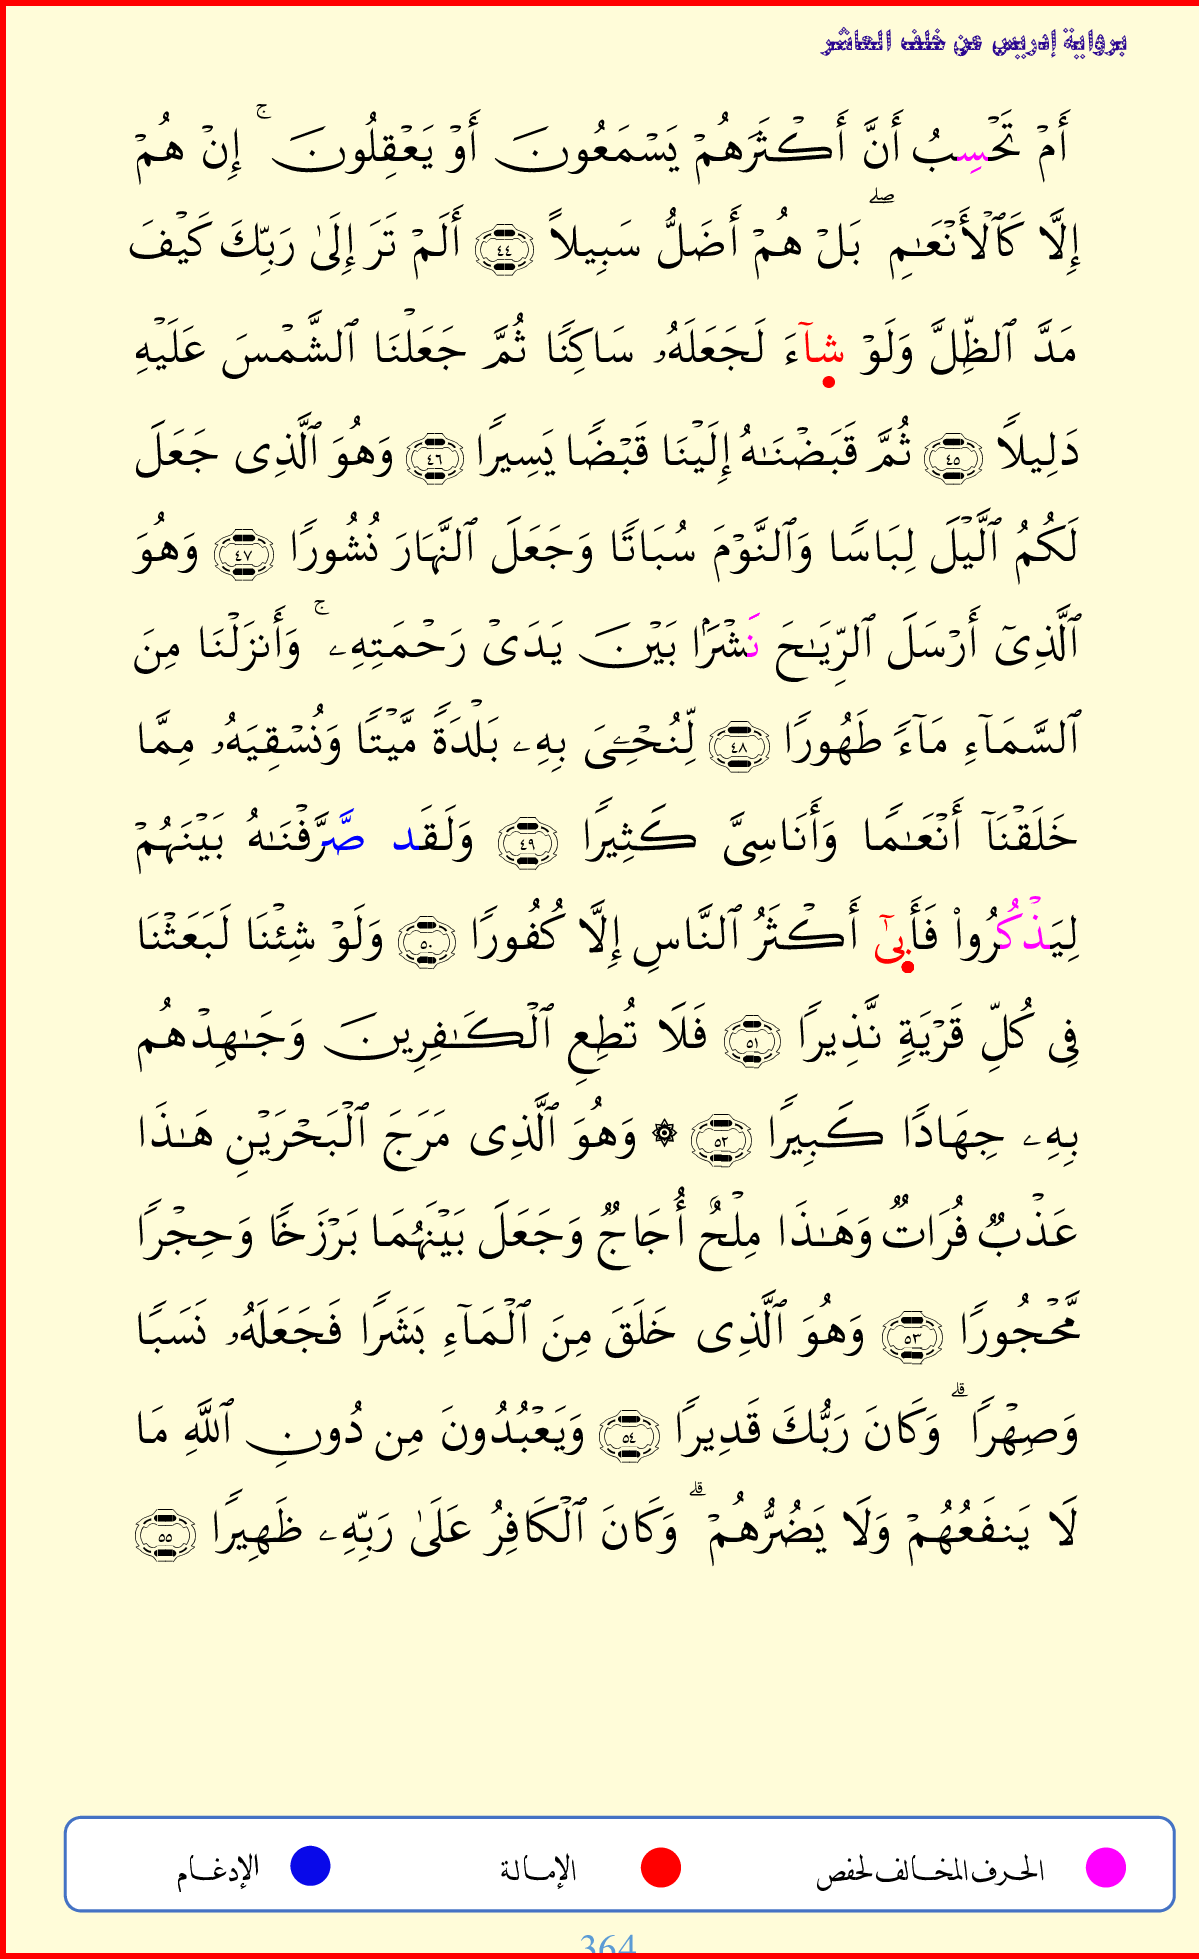 برواية إدريس عن خلف العاشر
أَمْ تَحْسِبُ أَنَّ أَكْثَرَهُمْ يَسْمَعُونَ أَوْ يَعْقِلُونَ ۚ إِنْ هُمْ
إِلَّا كَٱلْأَنْعَـٰمِ ۖ بَلْ هُمْ أَضَلُّ سَبِيلاً ٤٤ أَلَمْ تَرَ إِلَىٰ رَبِّكَ كَيْفَ
مَدَّ ٱلظِّلَّ وَلَوْ شَآءَ لَجَعَلَهُۥ سَاكِنًا ثُمَّ جَعَلْنَا ٱلشَّمْسَ عَلَيْهِ
دَلِيلاً ٤٥ ثُمَّ قَبَضْنَـٰهُ إِلَيْنَا قَبْضًا يَسِيرًا ٤٦ وَهُوَ ٱلَّذِى جَعَلَ
لَكُمُ ٱلَّيْلَ لِبَاسًا وَٱلنَّوْمَ سُبَاتًا وَجَعَلَ ٱلنَّهَارَ نُشُورًا ٤٧ وَهُوَ
ٱلَّذِىٓ أَرْسَلَ ٱلرِّيَـٰحَ نَشْرَۢا بَيْنَ يَدَىْ رَحْمَتِهِۦ ۚ وَأَنزَلْنَا مِنَ
ٱلسَّمَآءِ مَآءً طَهُورًا ٤٨ لِّنُحْـِۧىَ بِهِۦ بَلْدَةً مَّيْتًا وَنُسْقِيَهُۥ مِمَّا
خَلَقْنَآ أَنْعَـٰمًا وَأَنَاسِىَّ كَثِيرًا ٤٩ وَلَقَد صَّرَّفْنَـٰهُ بَيْنَهُمْ
لِيَذْكُرُوا۟ فَأَبىٓ أَكْثَرُ ٱلنَّاسِ إِلَّا كُفُورًا ٥٠ وَلَوْ شِئْنَا لَبَعَثْنَا
فِى كُلِّ قَرْيَةٍ نَّذِيرًا ٥١ فَلَا تُطِعِ ٱلْكَـٰفِرِينَ وَجَـٰهِدْهُم
بِهِۦ جِهَادًا كَبِيرًا ٥٢ ۞ وَهُوَ ٱلَّذِى مَرَجَ ٱلْبَحْرَيْنِ هَـٰذَا
عَذْبٌ فُرَاتٌ وَهَـٰذَا مِلْحٌ أُجَاجٌ وَجَعَلَ بَيْنَهُمَا بَرْزَخًا وَحِجْرًا
مَّحْجُورًا ٥٣ وَهُوَ ٱلَّذِى خَلَقَ مِنَ ٱلْمَآءِ بَشَرًا فَجَعَلَهُۥ نَسَبًا
وَصِهْرًا ۗ وَكَانَ رَبُّكَ قَدِيرًا ٥٤ وَيَعْبُدُونَ مِن دُونِ ٱللَّهِ مَا
لَا يَنفَعُهُمْ وَلَا يَضُرُّهُمْ ۗ وَكَانَ ٱلْكَافِرُ عَلَىٰ رَبِّهِۦ ظَهِيرًا ٥٥
الحرف المخالف لحفص الإمالة الإدغام
364